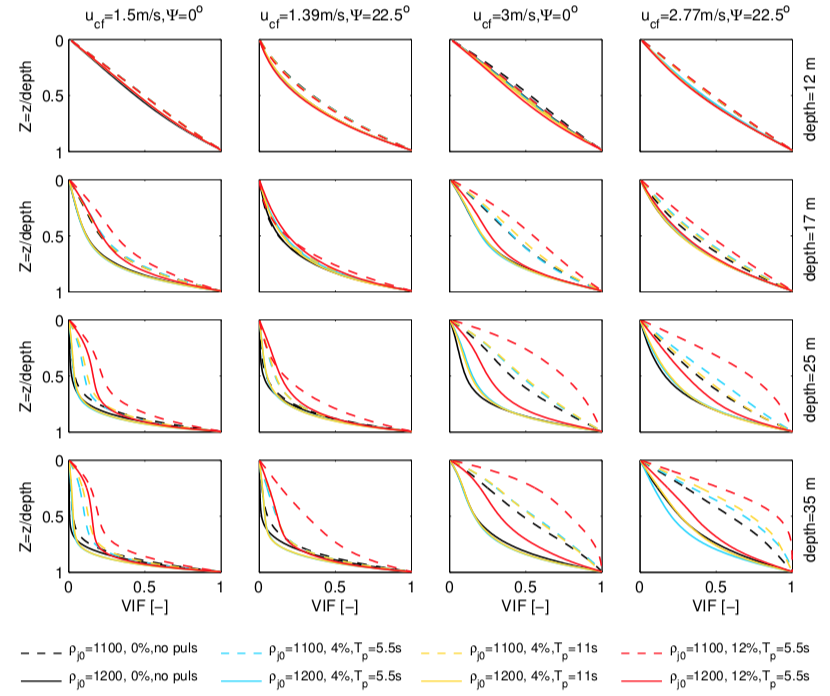 u_cf=1.5m/s,Ψ=0° u_cf=1.39m/s,Ψ=22.5° u_cf=3m/s,Ψ=0° u_cf=2.77m/s,Ψ=22.5°
0
0.5
1
Z=z/depth
depth=12 m
0
0.5
1
Z=z/depth
depth=17 m
0
0.5
1
Z=z/depth
depth=25 m
0
0.5
1
Z=z/depth
depth=35 m
0 0.5 1 0 0.5 1 0 0.5 1 0 0.5 1
VIF [–] VIF [–] VIF [–] VIF [–]
ρ_j0=1100, 0%,no puls ρ_j0=1100, 4%,T_p=5.5s ρ_j0=1100, 4%,T_p=11s ρ_j0=1100, 12%,T_p=5.5s
ρ_j0=1200, 0%,no puls ρ_j0=1200, 4%,T_p=5.5s ρ_j0=1200, 4%,T_p=11s ρ_j0=1200, 12%,T_p=5.5s